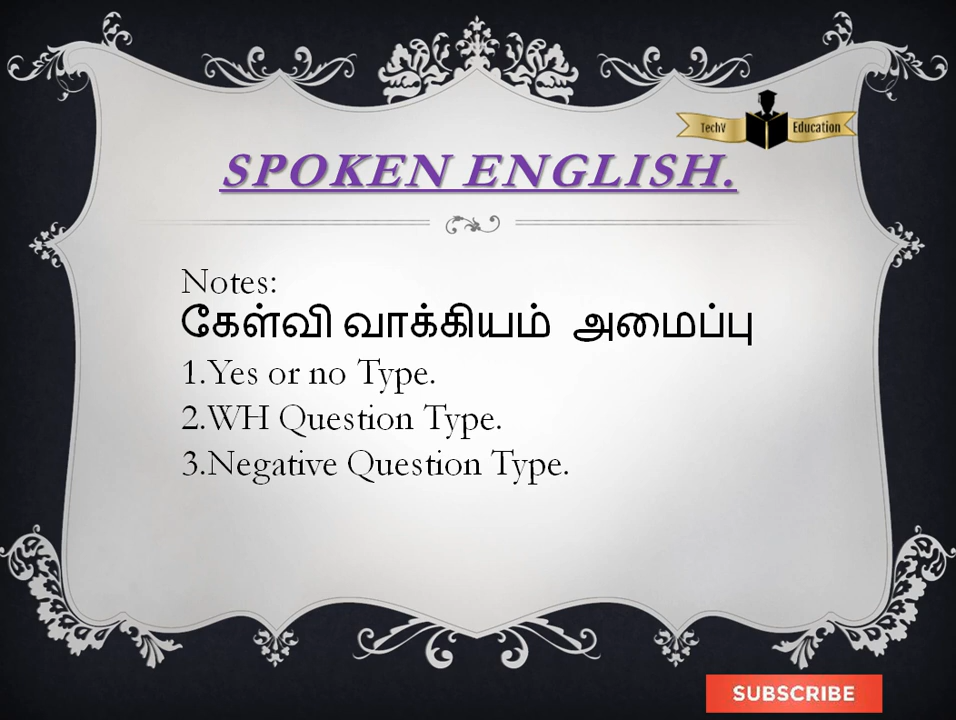 TechV Education
SPOKEN ENGLISH.
Notes:
கேள்வி வாக்கியம் அமைப்பு
1.Yes or no Type.
2.WH Question Type.
3.Negative Question Type.
SUBSCRIBE